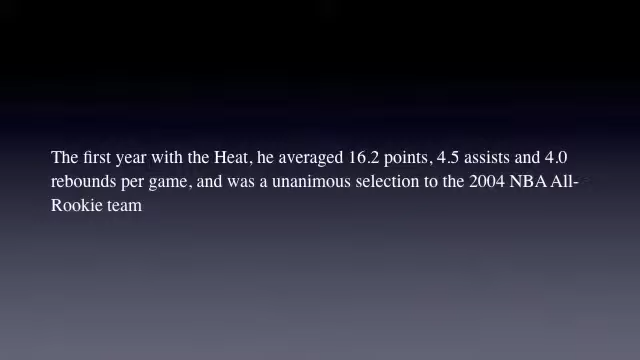 The first year with the Heat, he averaged 16.2 points, 4.5 assists and 4.0
rebounds per game, and was a unanimous selection to the 2004 NBA All-
Rookie team